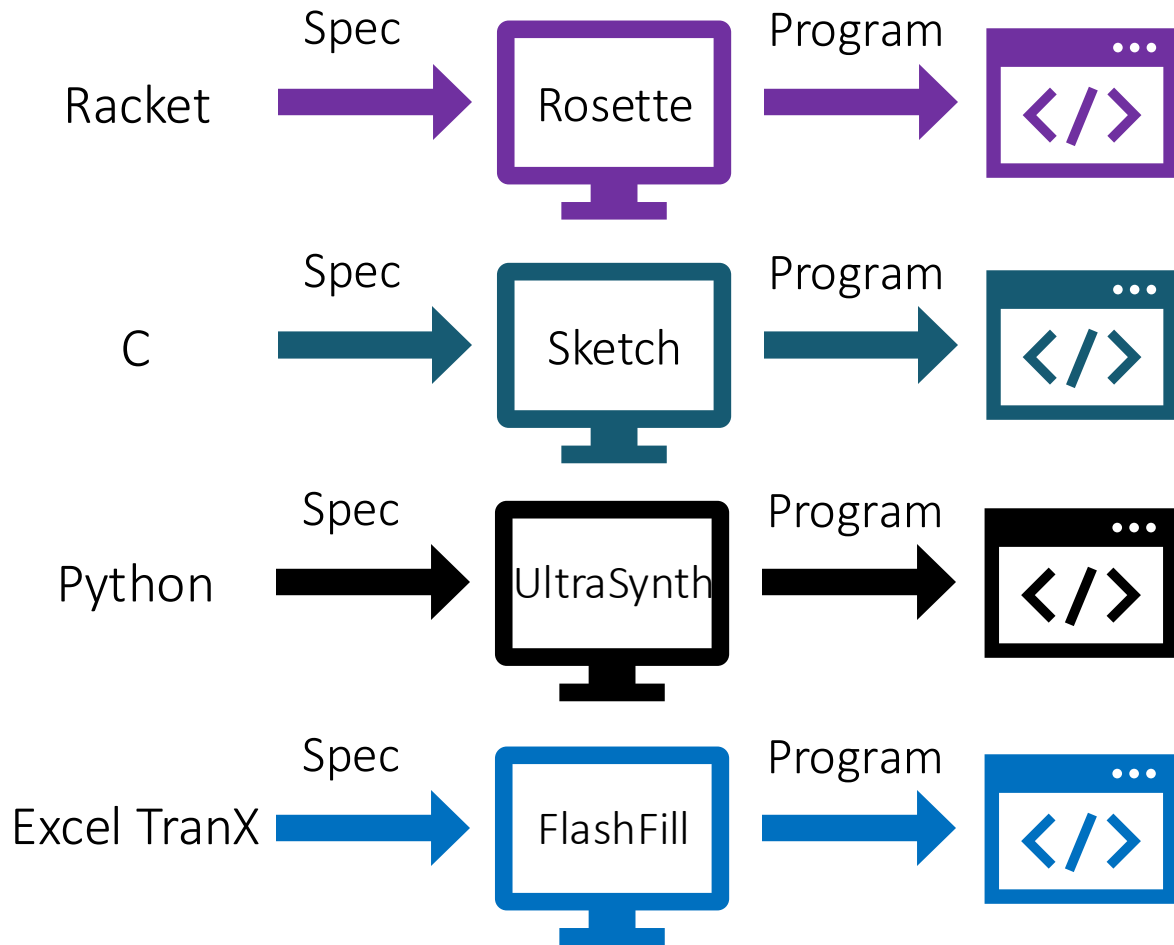 Spec
Program
Racket
Rosette
</>
Spec
Program
C
Sketch
</>
Spec
Program
Python
UltraSynth
</>
Spec
Program
Excel TranX
FlashFill
</>